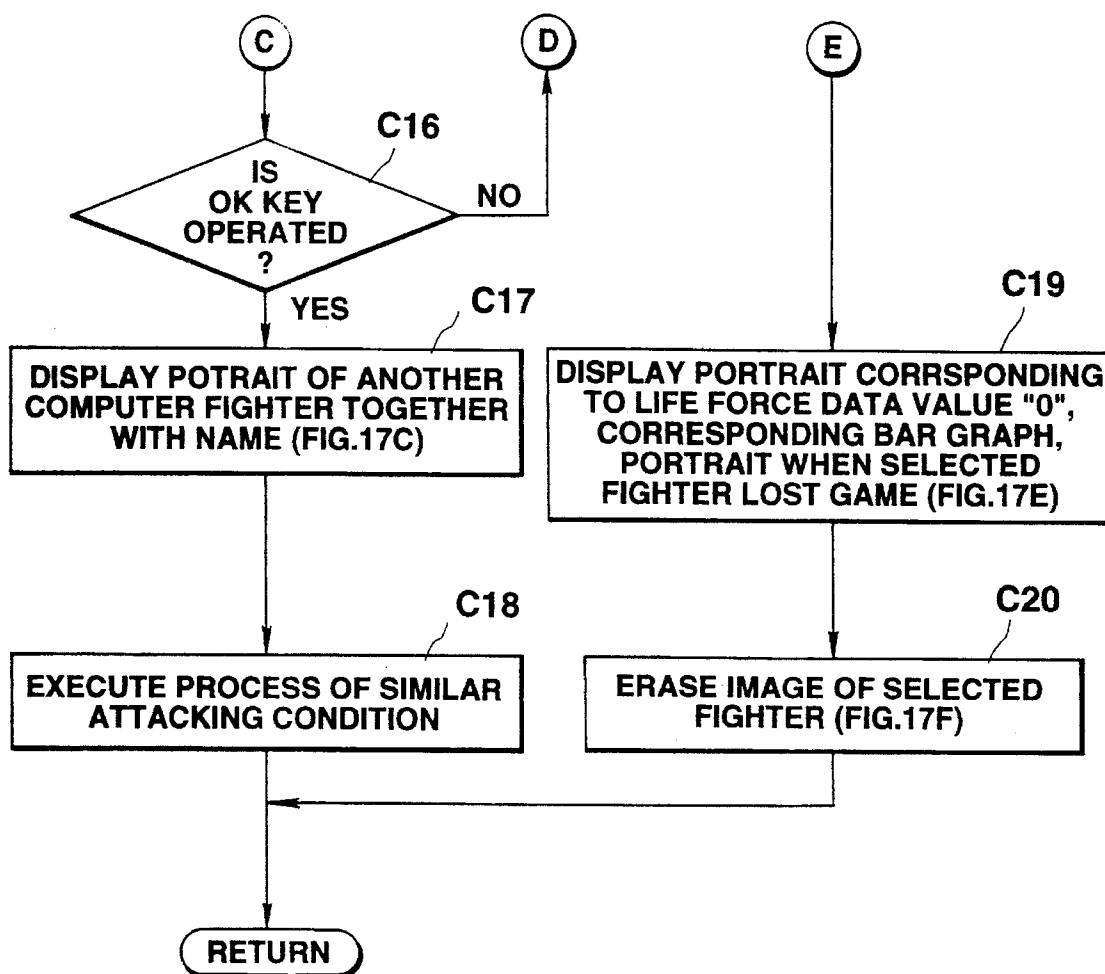 C
D
E
C16
IS
OK KEY
OPERATED
?
NO
YES
C17
DISPLAY POTRAIT OF ANOTHER
COMPUTER FIGHTER TOGETHER
WITH NAME (FIG.17C)
C19
DISPLAY PORTRAIT CORRSPONDING
TO LIFE FORCE DATA VALUE "0",
CORRESPONDING BAR GRAPH,
PORTRAIT WHEN SELECTED
FIGHTER LOST GAME (FIG.17E)
C18
EXECUTE PROCESS OF SIMILAR
ATTACKING CONDITION
C20
ERASE IMAGE OF SELECTED
FIGHTER (FIG.17F)
RETURN